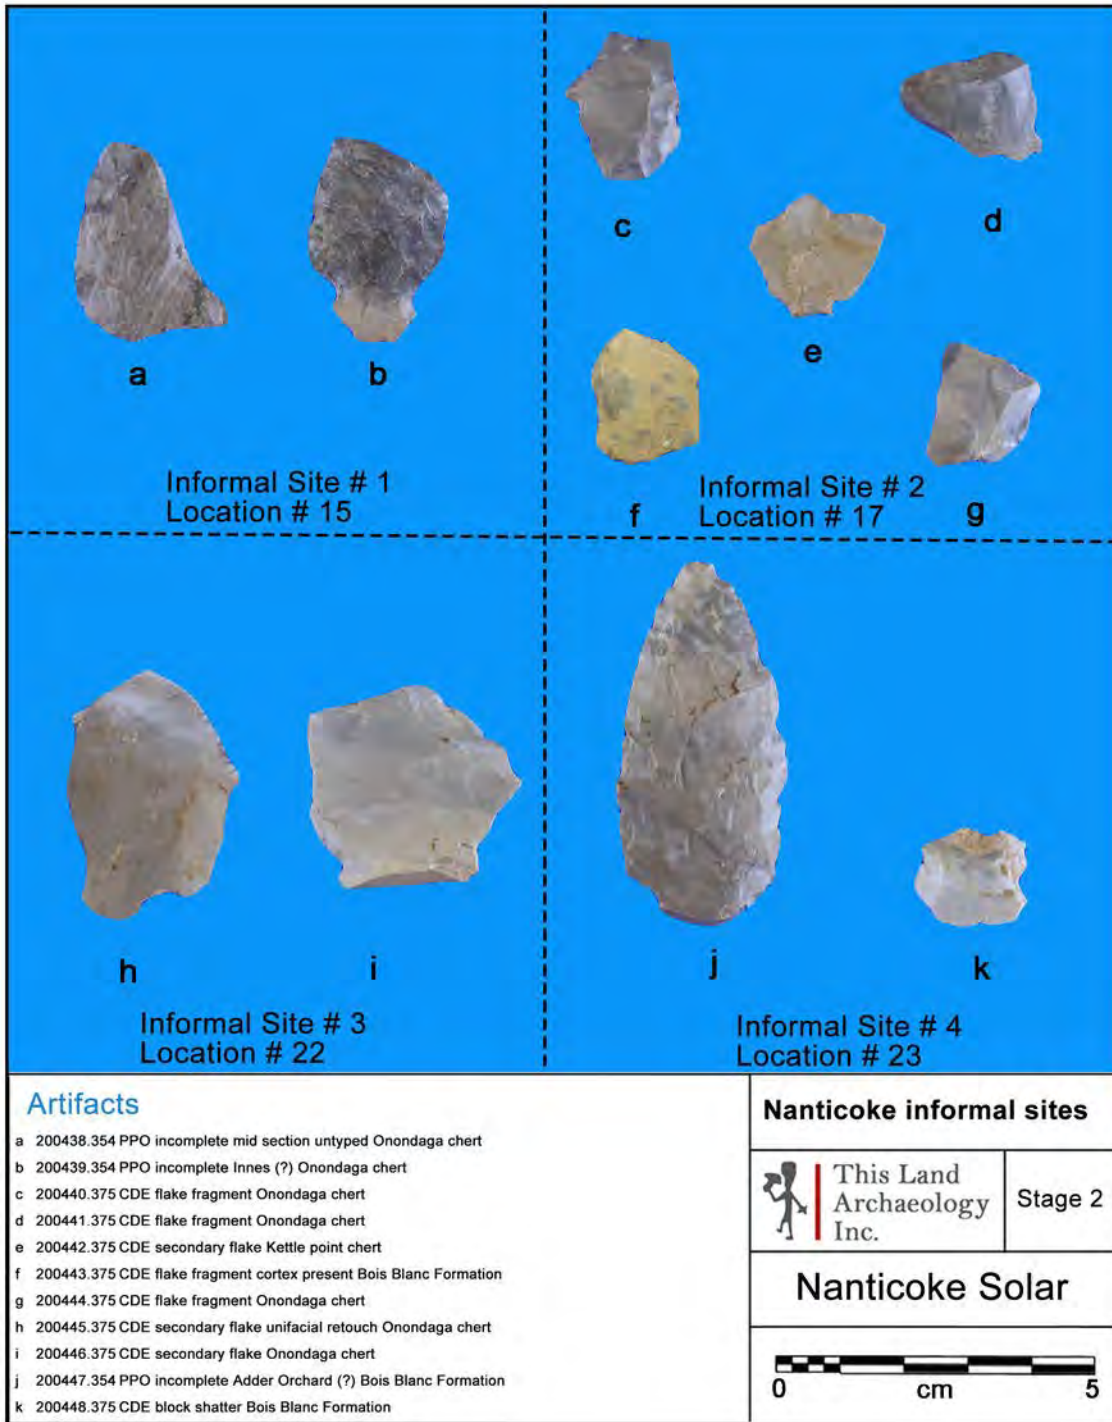 c
d
a
b
e
f
g
Informal Site # 1
Location # 15
Informal Site # 2
Location # 17
h
i
j
k
Informal Site # 3
Location # 22
Informal Site # 4
Location # 23
Artifacts
a 200438.354 PPO incomplete mid section untyped Onondaga chert
b 200439.354 PPO incomplete Innes (?) Onondaga chert
c 200440.375 CDE flake fragment Onondaga chert
d 200441.375 CDE flake fragment Onondaga chert
e 200442.375 CDE secondary flake Kettle point chert
f 200443.375 CDE flake fragment cortex present Bois Blanc Formation
g 200444.375 CDE flake fragment Onondaga chert
h 200445.375 CDE secondary flake unifacial retouch Onondaga chert
i 200446.375 CDE secondary flake Onondaga chert
j 200447.354 PPO incomplete Adder Orchard (?) Bois Blanc Formation
k 200448.375 CDE block shatter Bois Blanc Formation
Nanticoke informal sites
This Land
Archaeology
Inc.
Stage 2
Nanticoke Solar
0 cm 5